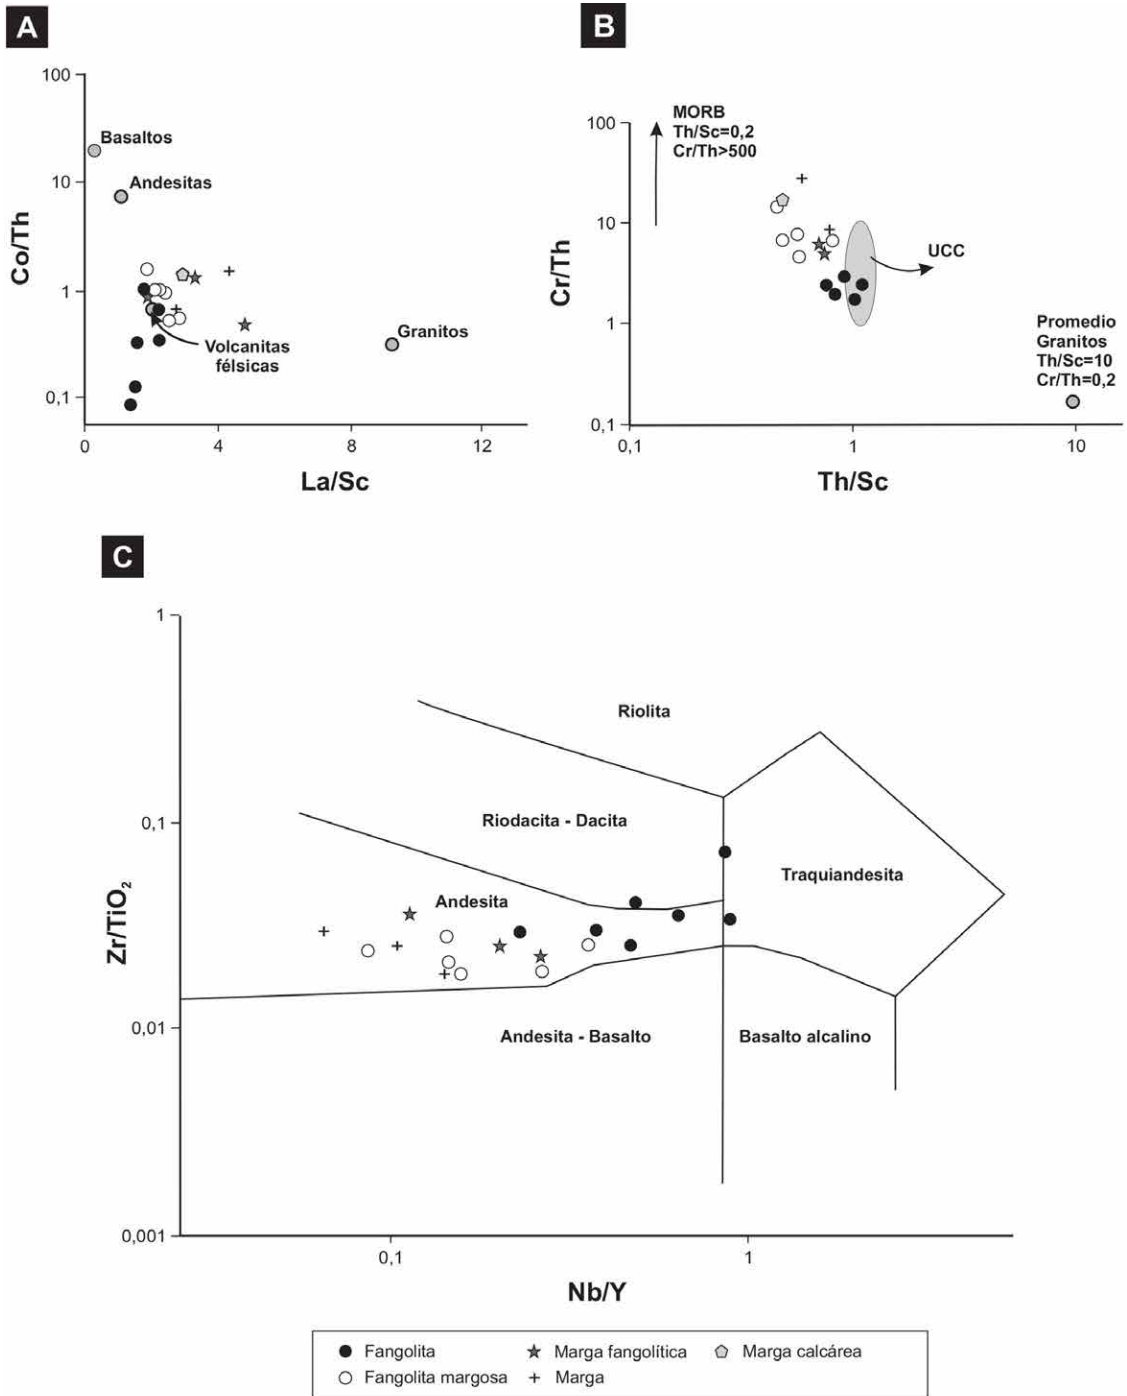 A
100
10
1
0,1
Co/Th
Basaltos
Andesitas
Volcanitas
félsicas
Granitos
0
4
8
12
La/Sc
B
100
10
1
0,1
Cr/Th
MORB
Th/Sc=0,2
Cr/Th>500
UCC
Promedio
Granitos
Th/Sc=10
Cr/Th=0,2
0,1
1
10
Th/Sc
C
1
0,1
0,01
0,001
Zr/TiO₂
Riolita
Riodacita - Dacita
Traquiandesita
Andesita
Andesita - Basalto
Basalto alcalino
0,1
1
Nb/Y
Fangolita
Marga fangolítica
Marga calcárea
Fangolita margosa
Marga